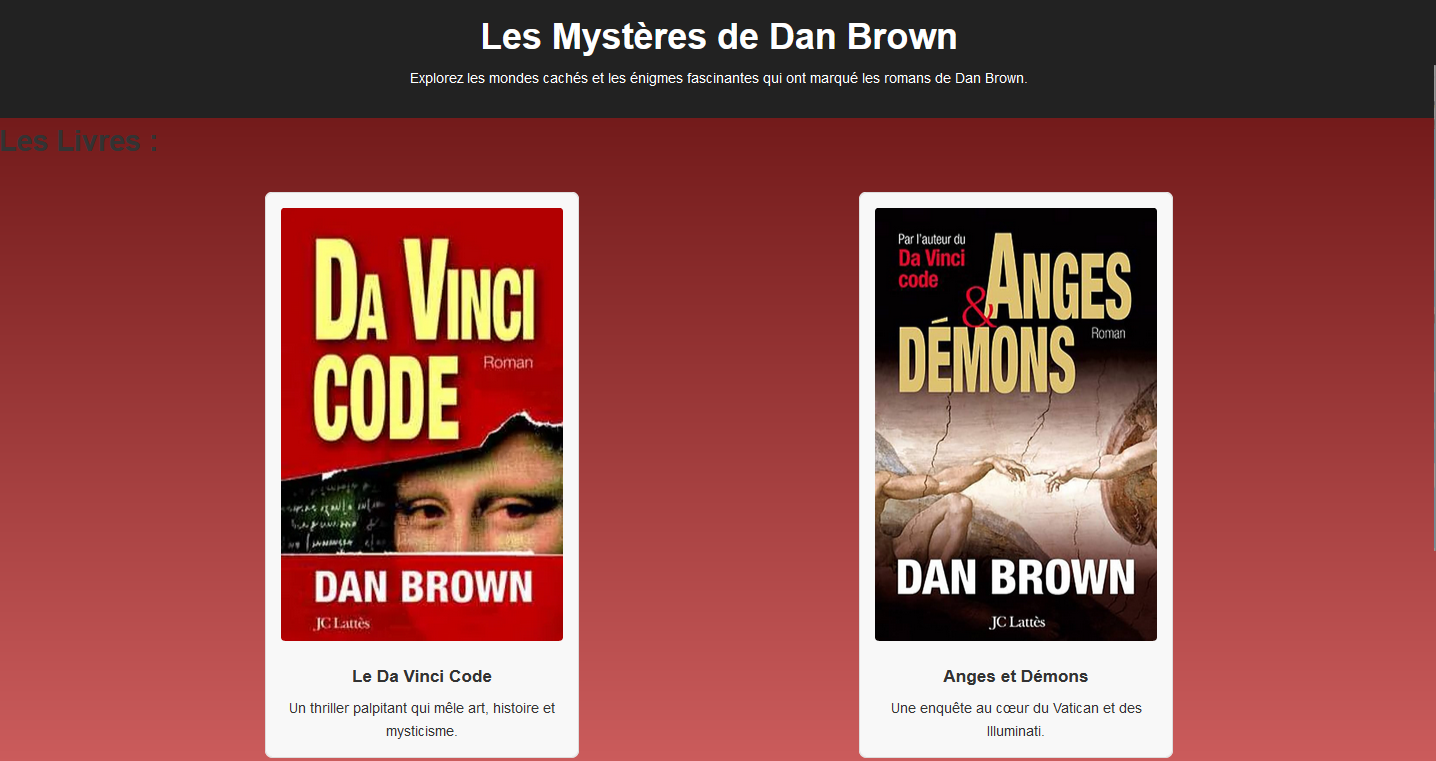 Les Mystères de Dan Brown
Explorez les mondes cachés et les énigmes fascinantes qui ont marqué les romans de Dan Brown.
Les Livres :
DA VINCI
CODE
Roman
DAN BROWN
JC Lattès
Le Da Vinci Code
Un thriller palpitant qui mêle art, histoire et
mysticisme.
Par l'auteur du
Da Vinci
code
ANGES
&
DÉMONS
Roman
DAN BROWN
JC Lattès
Anges et Démons
Une enquête au cœur du Vatican et des
Illuminati.